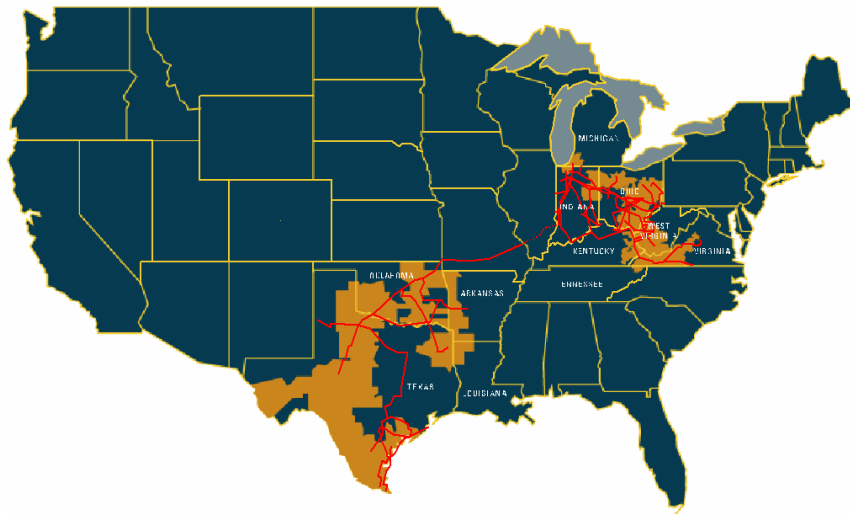 MICHIGAN
OHIO
INDIANA
WEST
VIRGINIA
KENTUCKY
VIRGINIA
OKLAHOMA
ARKANSAS
TENNESSEE
TEXAS
LOUISIANA